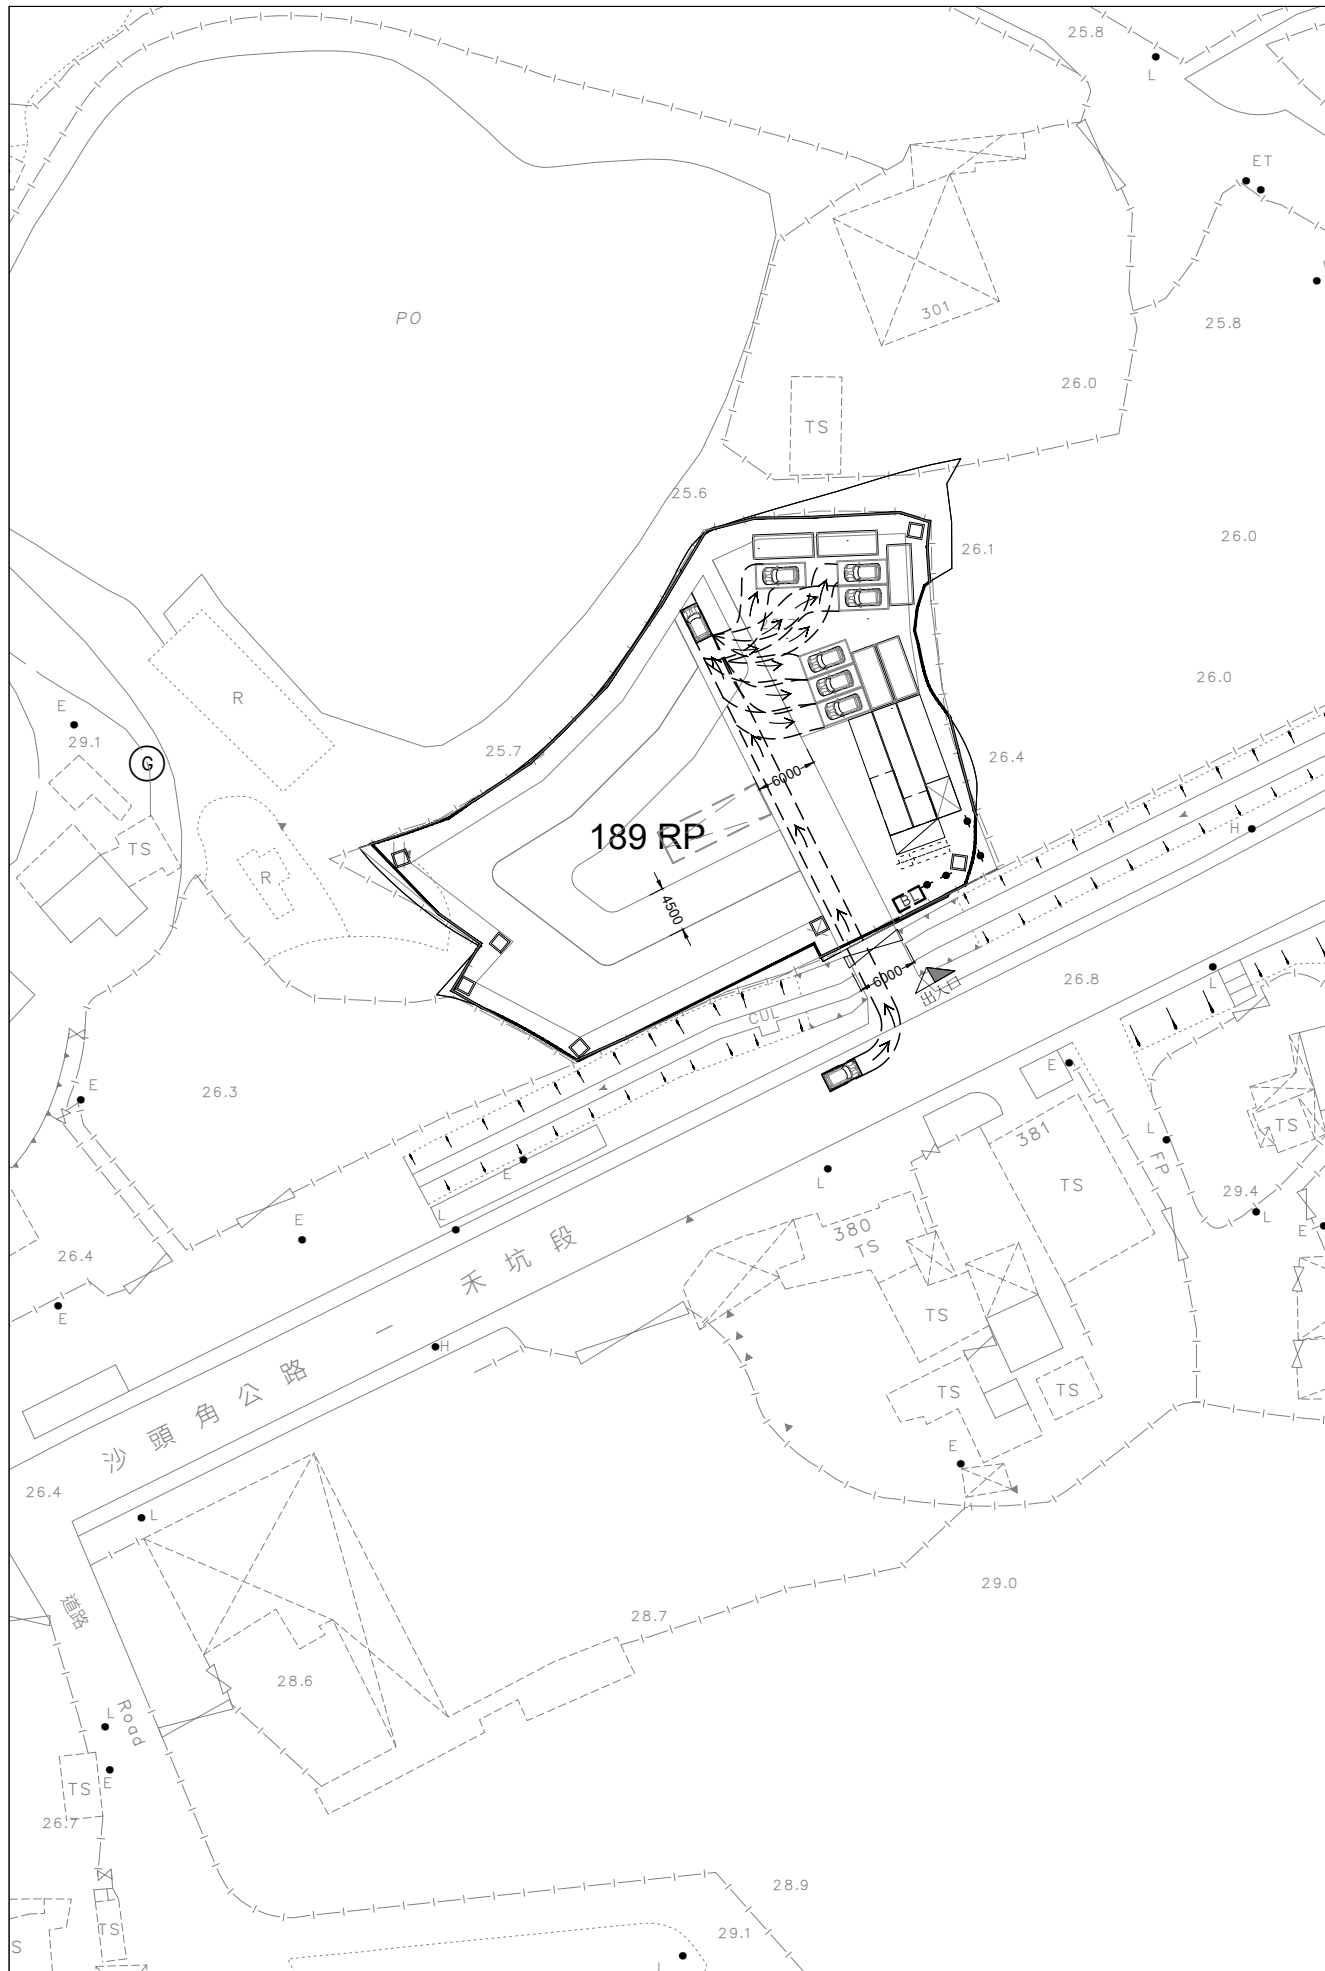 25.8
L
ET
PO
301
25.8
26.0
TS
25.6
26.1
26.0
E
29.1
G
R
25.7
26.0
6000
26.4
189 RP
H
TS
R
4500
BL
6000
出入口
26.8
L
CUL
E
26.3
E
381
TS
L
FP
TS
E
L
29.4
L
E
E
26.4
E
L
380
TS
TS
禾坑段
一
H
沙頭角公路
TS
TS
E
26.4
L
29.0
道路
28.7
28.6
Road
L
E
TS
26.7
28.9
TS
S
29.1
L